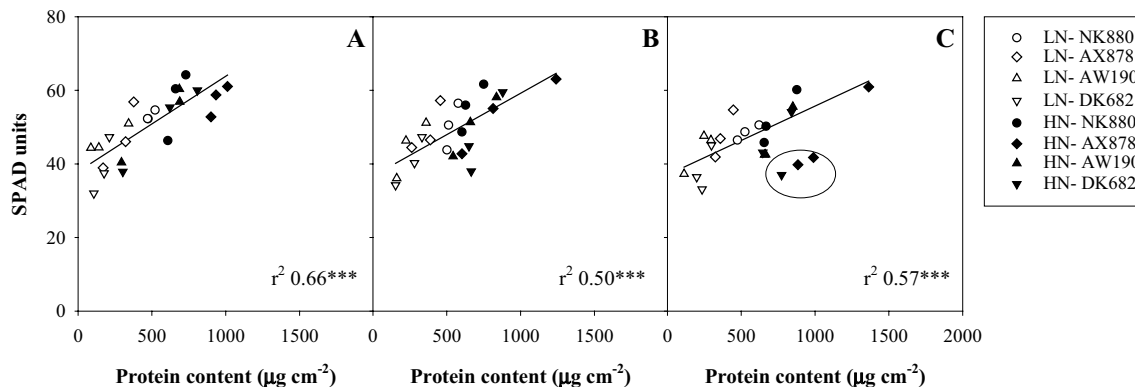 80
60
40
20
0
SPAD units
A
B
C
r² 0.66***
r² 0.50***
r² 0.57***
0 500 1000 1500 0 500 1000 1500 0 500 1000 1500 2000
Protein content (µg cm⁻²) Protein content (µg cm⁻²) Protein content (µg cm⁻²)
LN- NK880
LN- AX878
LN- AW190
LN- DK682
HN- NK880
HN- AX878
HN- AW190
HN- DK682